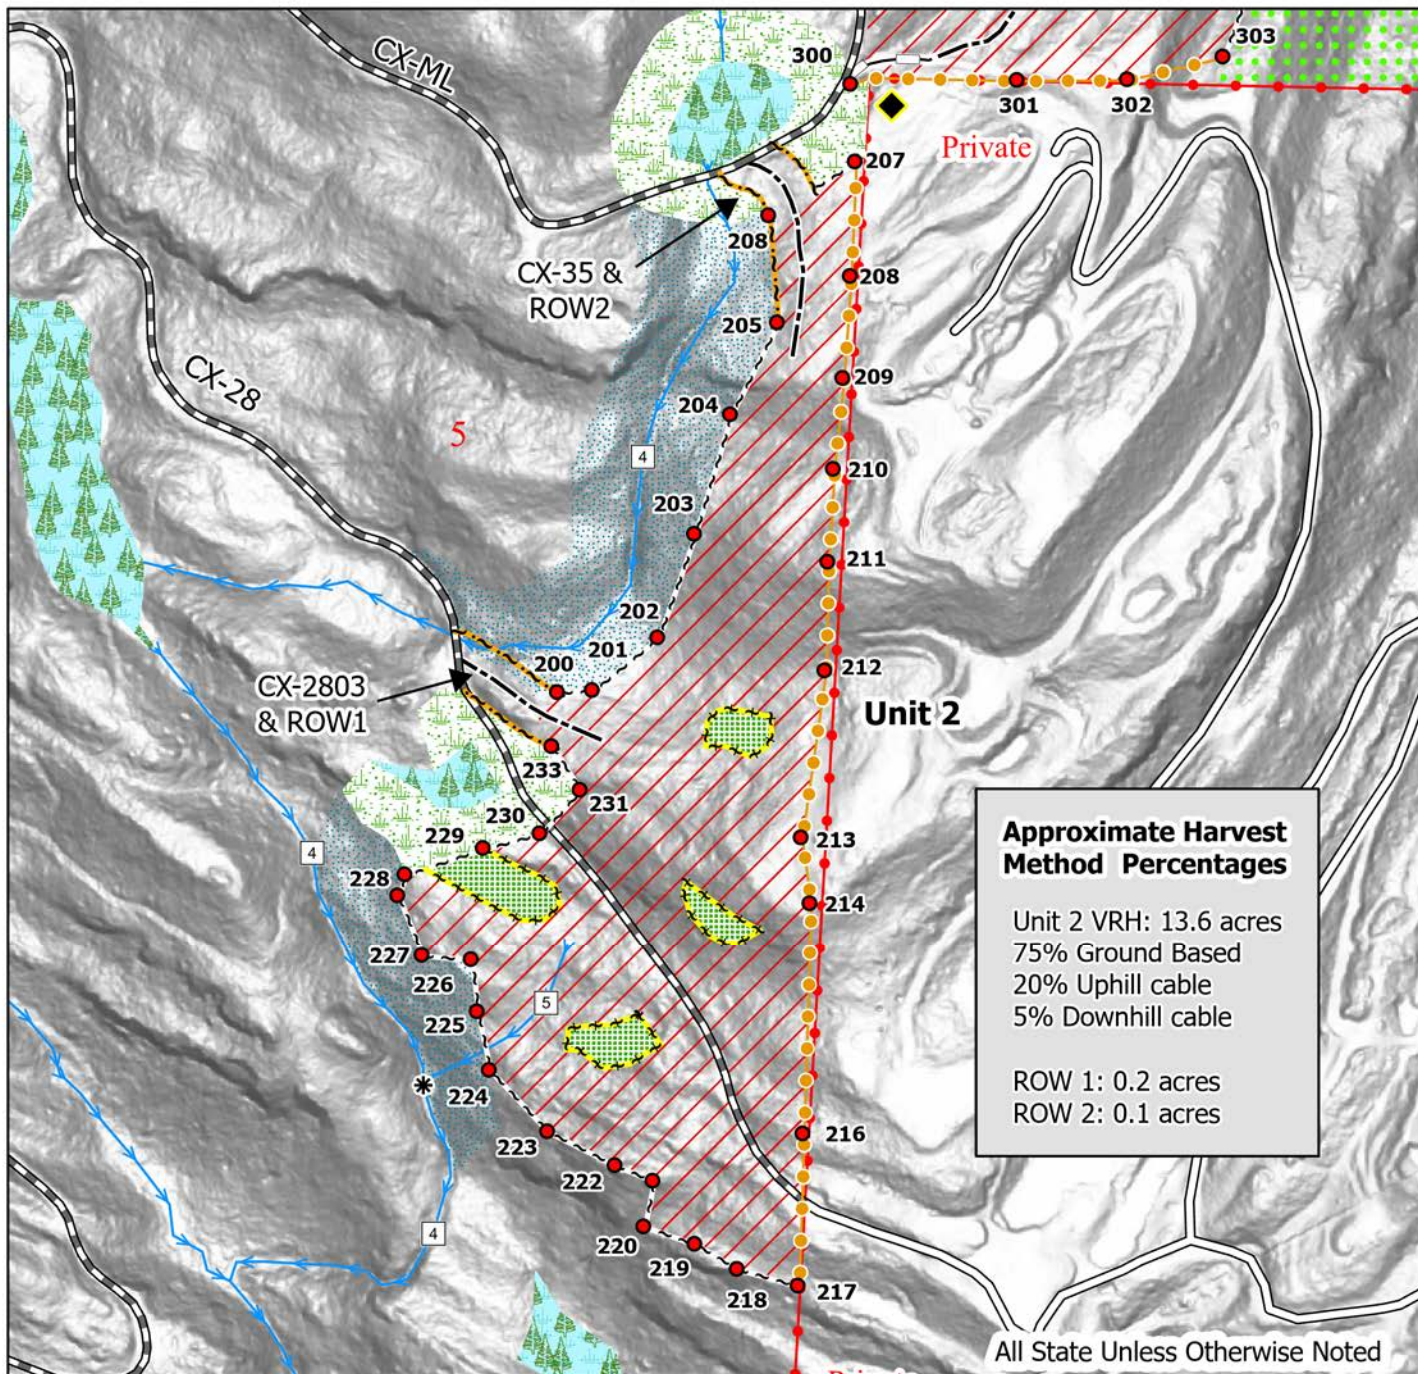 CX-ML
300
303
301
302
Private
207
208
CX-35 &
ROW2
208
205
209
CX-28
204
5
4
210
203
211
202
201
200
212
CX-2803
& ROW1
Unit 2
233
231
230
229
213
4
228
214
227
226
5
225
224
216
223
222
4
220
219
218
217
Approximate Harvest
Method Percentages
Unit 2 VRH: 13.6 acres
75% Ground Based
20% Uphill cable
5% Downhill cable
ROW 1: 0.2 acres
ROW 2: 0.1 acres
All State Unless Otherwise Noted